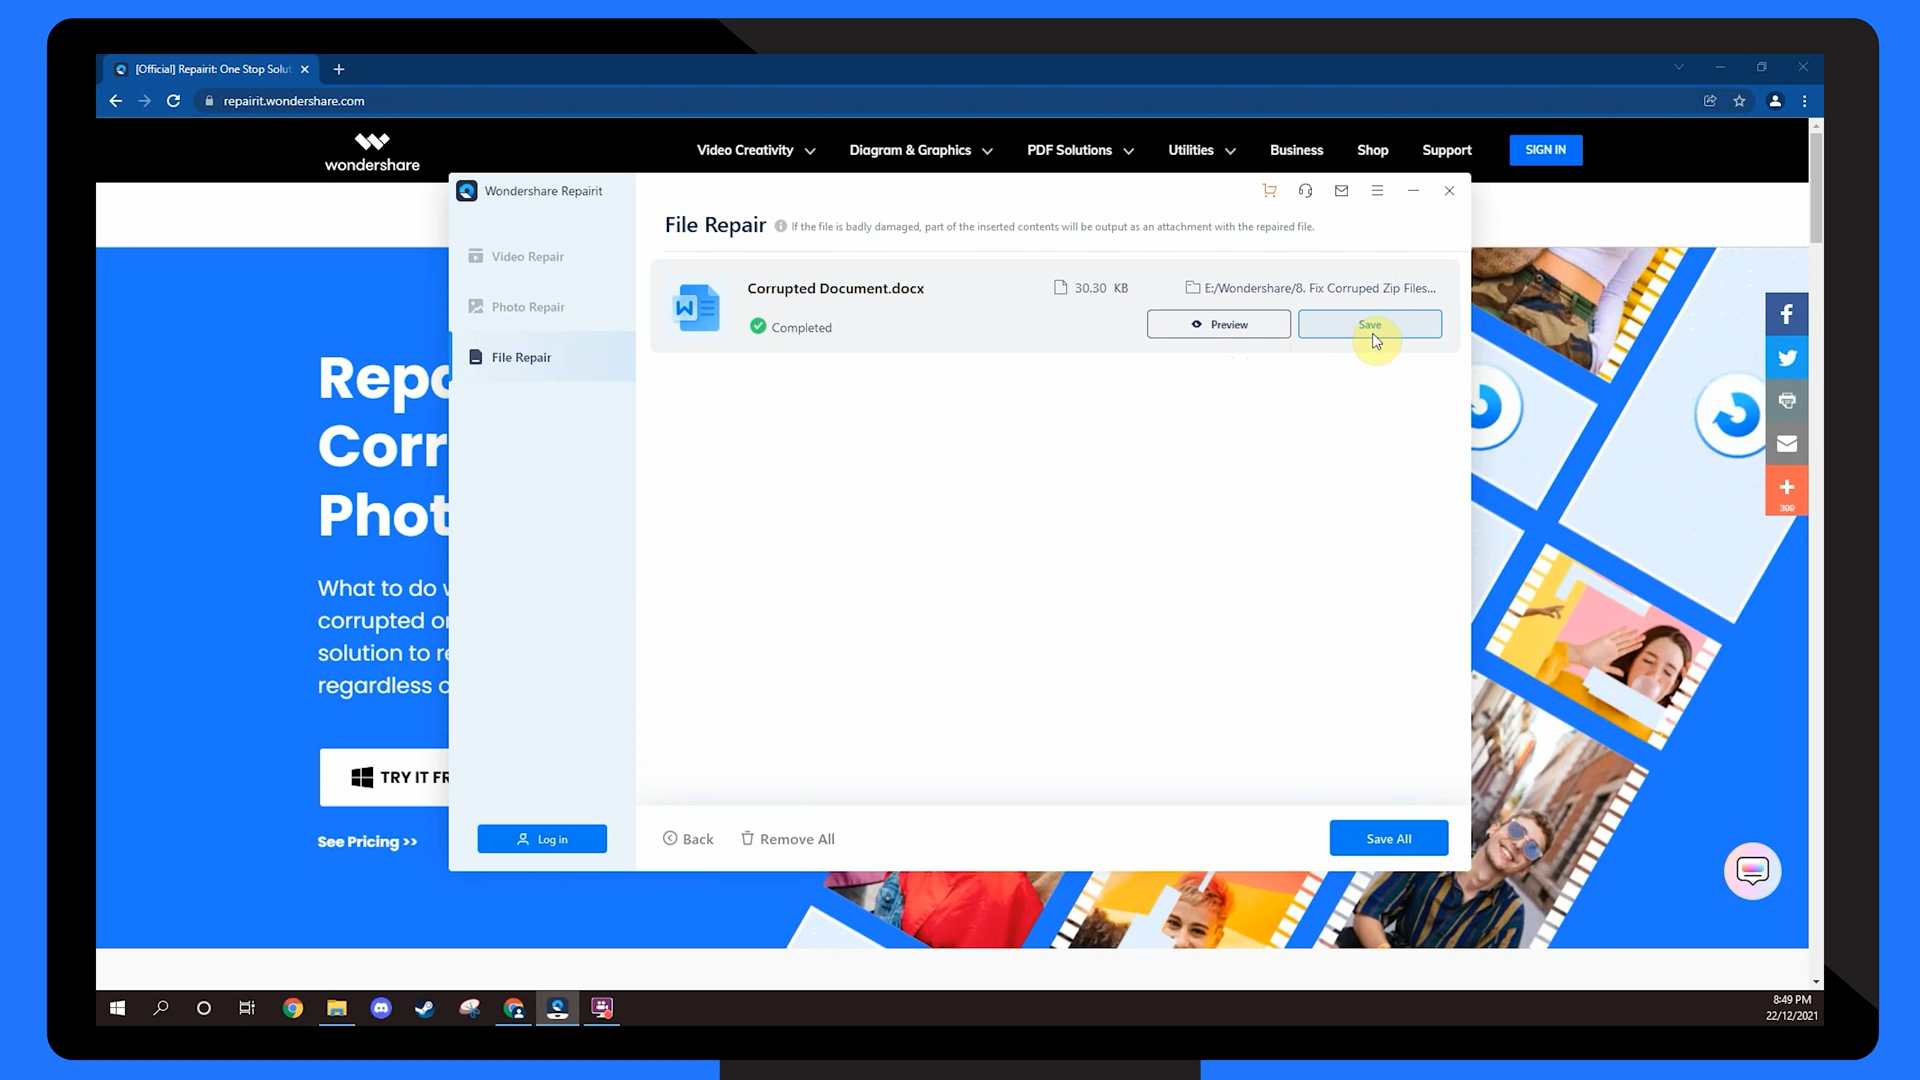 [Official] Repairit: One Stop Solut
repairit.wondershare.com
wondershare
Video Creativity
Diagram & Graphics
PDF Solutions
Utilities
Business
Shop
Support
SIGN IN
Wondershare Repairit
Video Repair
Photo Repair
File Repair
Log in
File Repair
If the file is badly damaged, part of the inserted contents will be output as an attachment with the repaired file.
Corrupted Document.docx
30.30 KB
E:/Wondershare/8. Fix Corruped Zip Files...
Completed
Preview
Save
Back
Remove All
Save All
Repa
Corr
Phot
What to do
corrupted
solution to re
regardless
TRY IT FR
See Pricing >>
399
8:49 PM
22/12/2021